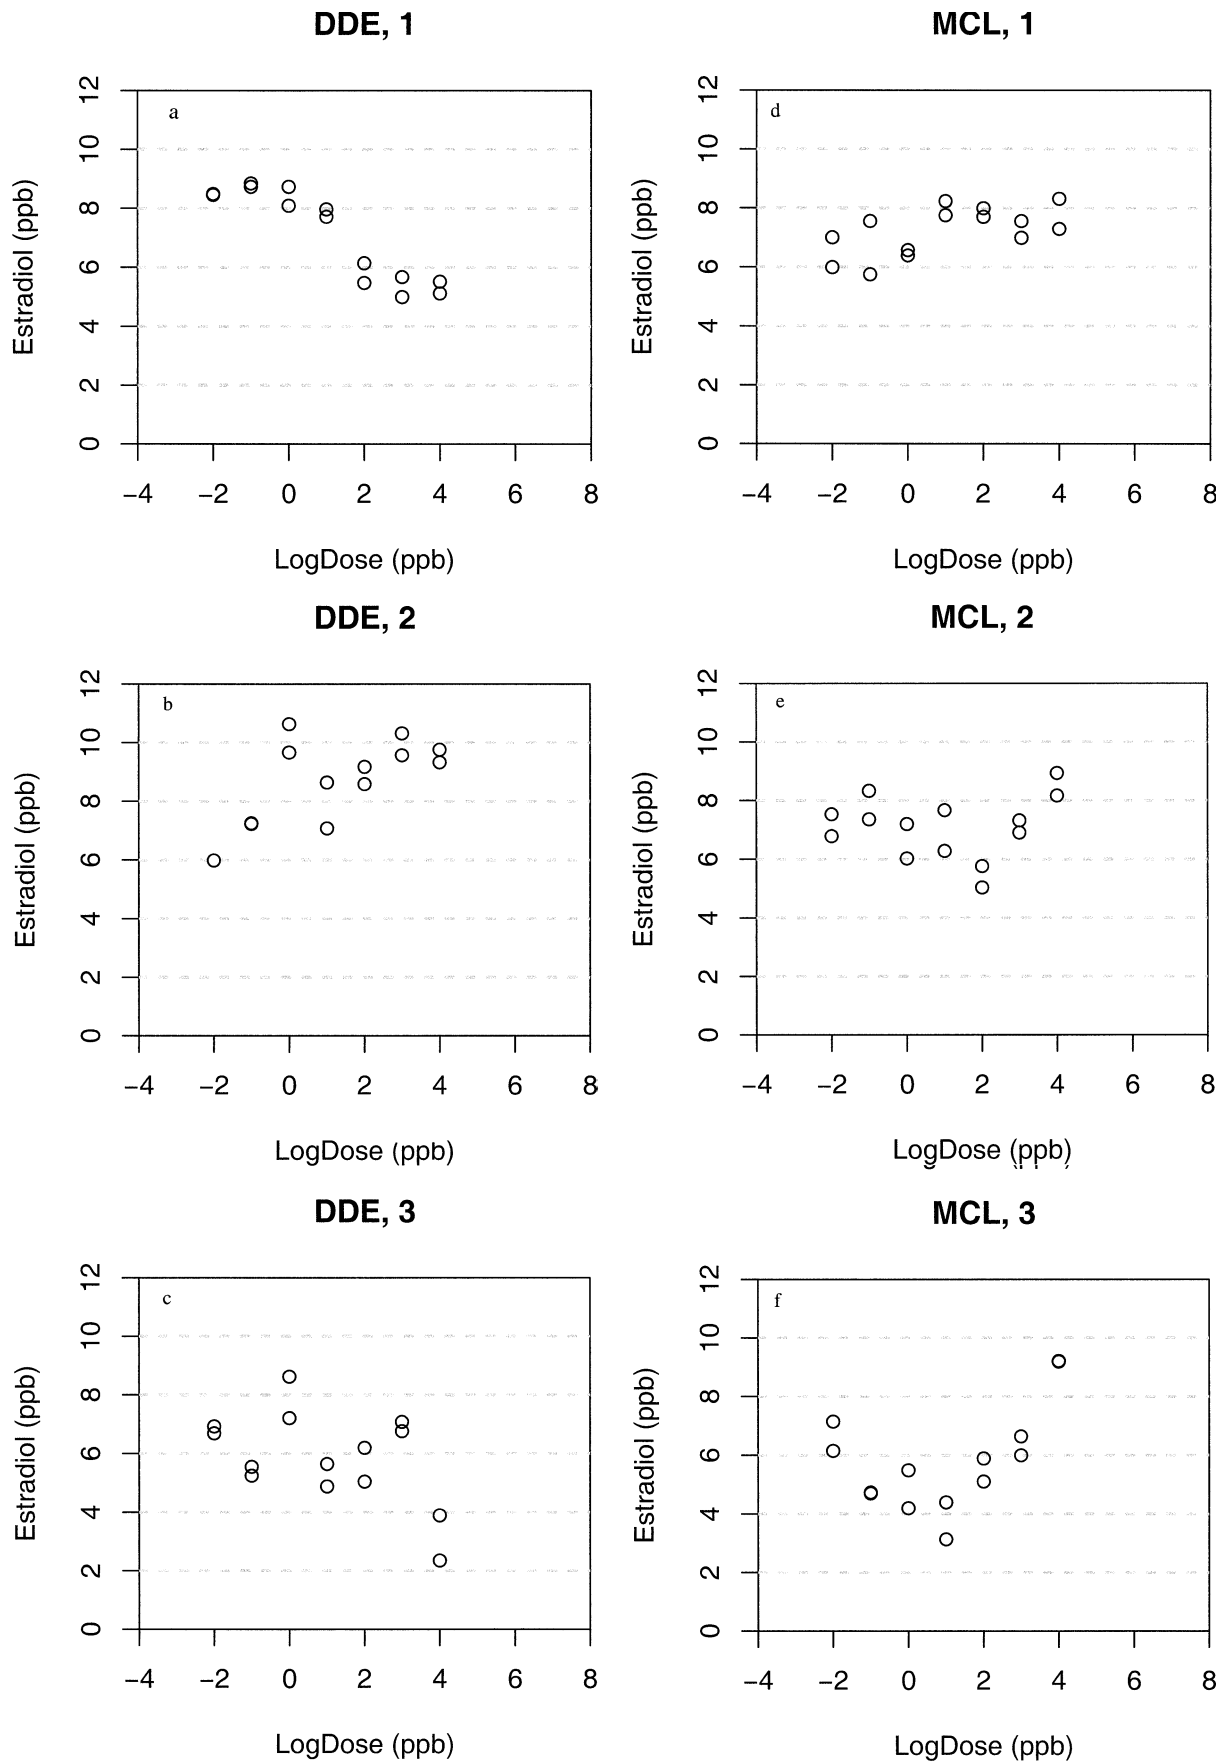 DDE, 1
a
Estradiol (ppb)
12
10
8
6
4
2
0
−4 −2 0 2 4 6 8
LogDose (ppb)
MCL, 1
d
Estradiol (ppb)
12
10
8
6
4
2
0
−4 −2 0 2 4 6 8
LogDose (ppb)
DDE, 2
b
Estradiol (ppb)
12
10
8
6
4
2
0
−4 −2 0 2 4 6 8
LogDose (ppb)
MCL, 2
e
Estradiol (ppb)
12
10
8
6
4
2
0
−4 −2 0 2 4 6 8
LogDose (ppb)
DDE, 3
c
Estradiol (ppb)
12
10
8
6
4
2
0
−4 −2 0 2 4 6 8
LogDose (ppb)
MCL, 3
f
Estradiol (ppb)
12
10
8
6
4
2
0
−4 −2 0 2 4 6 8
LogDose (ppb)